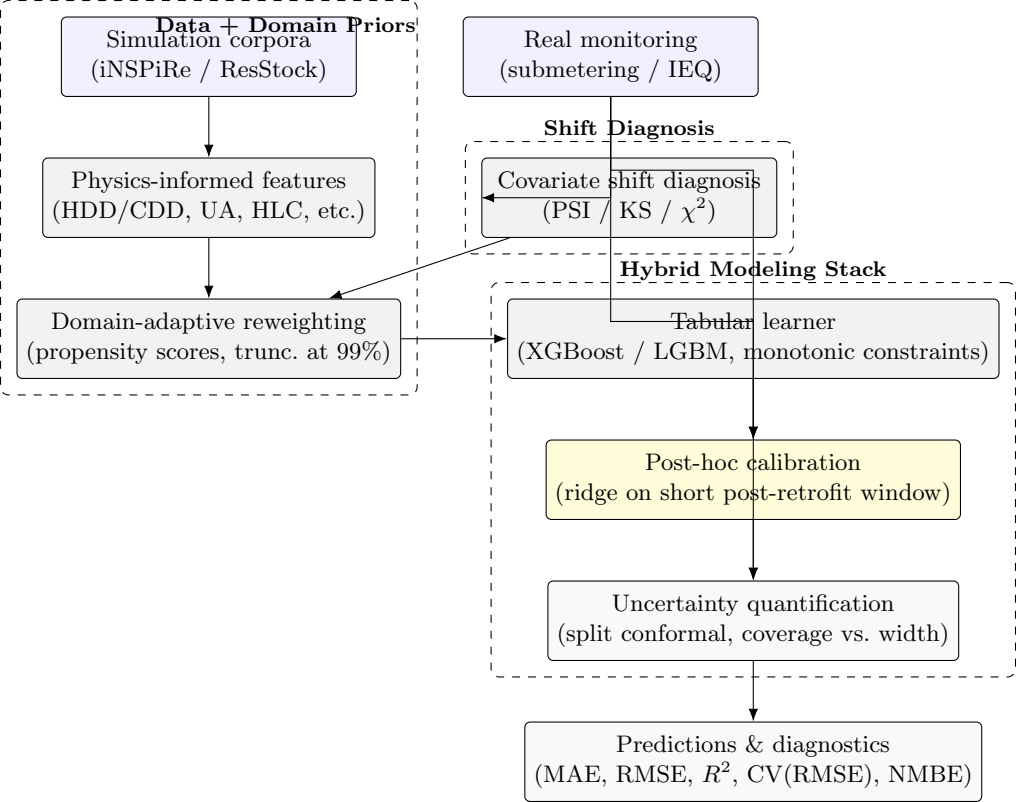 Data + Domain Priors
Simulation corpora
(iNSPiRe / ResStock)
Real monitoring
(submetering / IEQ)
Shift Diagnosis
Physics-informed features
(HDD/CDD, UA, HLC, etc.)
Covariate shift diagnosis
(PSI / KS / χ²)
Hybrid Modeling Stack
Domain-adaptive reweighting
(propensity scores, trunc. at 99%)
Tabular learner
(XGBoost / LGBM, monotonic constraints)
Post-hoc calibration
(ridge on short post-retrofit window)
Uncertainty quantification
(split conformal, coverage vs. width)
Predictions & diagnostics
(MAE, RMSE, R², CV(RMSE), NMBE)